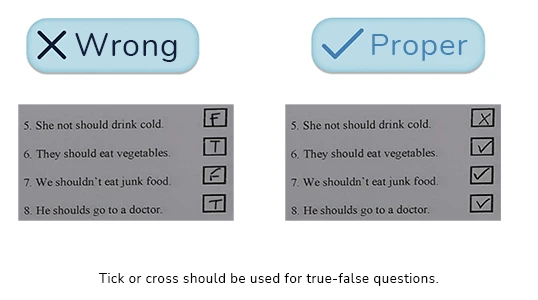 Wrong
Proper
5. She not should drink cold. F
6. They should eat vegetables. T
7. We shouldn't eat junk food. F
8. He shoulds go to a doctor. T
5. She not should drink cold. X
6. They should eat vegetables. ✓
7. We shouldn't eat junk food. ✓
8. He shoulds go to a doctor. ✓
Tick or cross should be used for true-false questions.